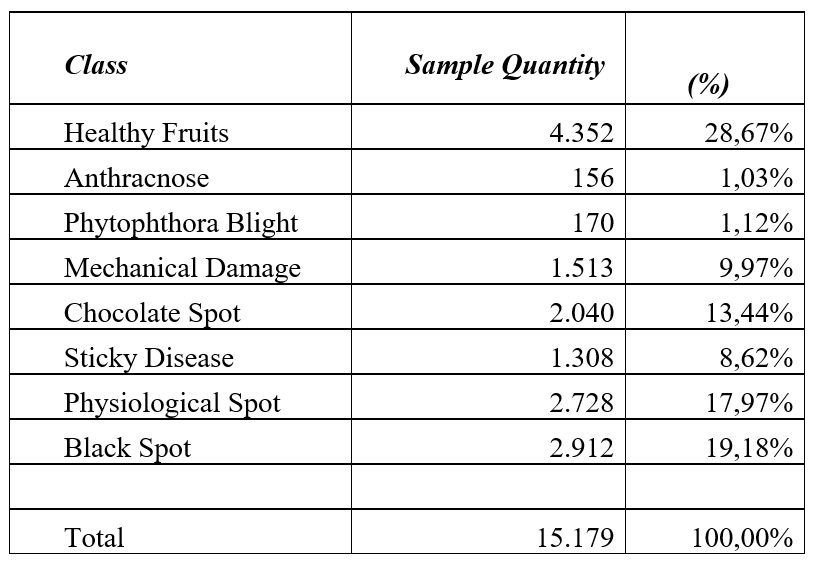 Class Sample Quantity (%)
Healthy Fruits 4.352 28,67%
Anthracnose 156 1,03%
Phytophthora Blight 170 1,12%
Mechanical Damage 1.513 9,97%
Chocolate Spot 2.040 13,44%
Sticky Disease 1.308 8,62%
Physiological Spot 2.728 17,97%
Black Spot 2.912 19,18%
Total 15.179 100,00%